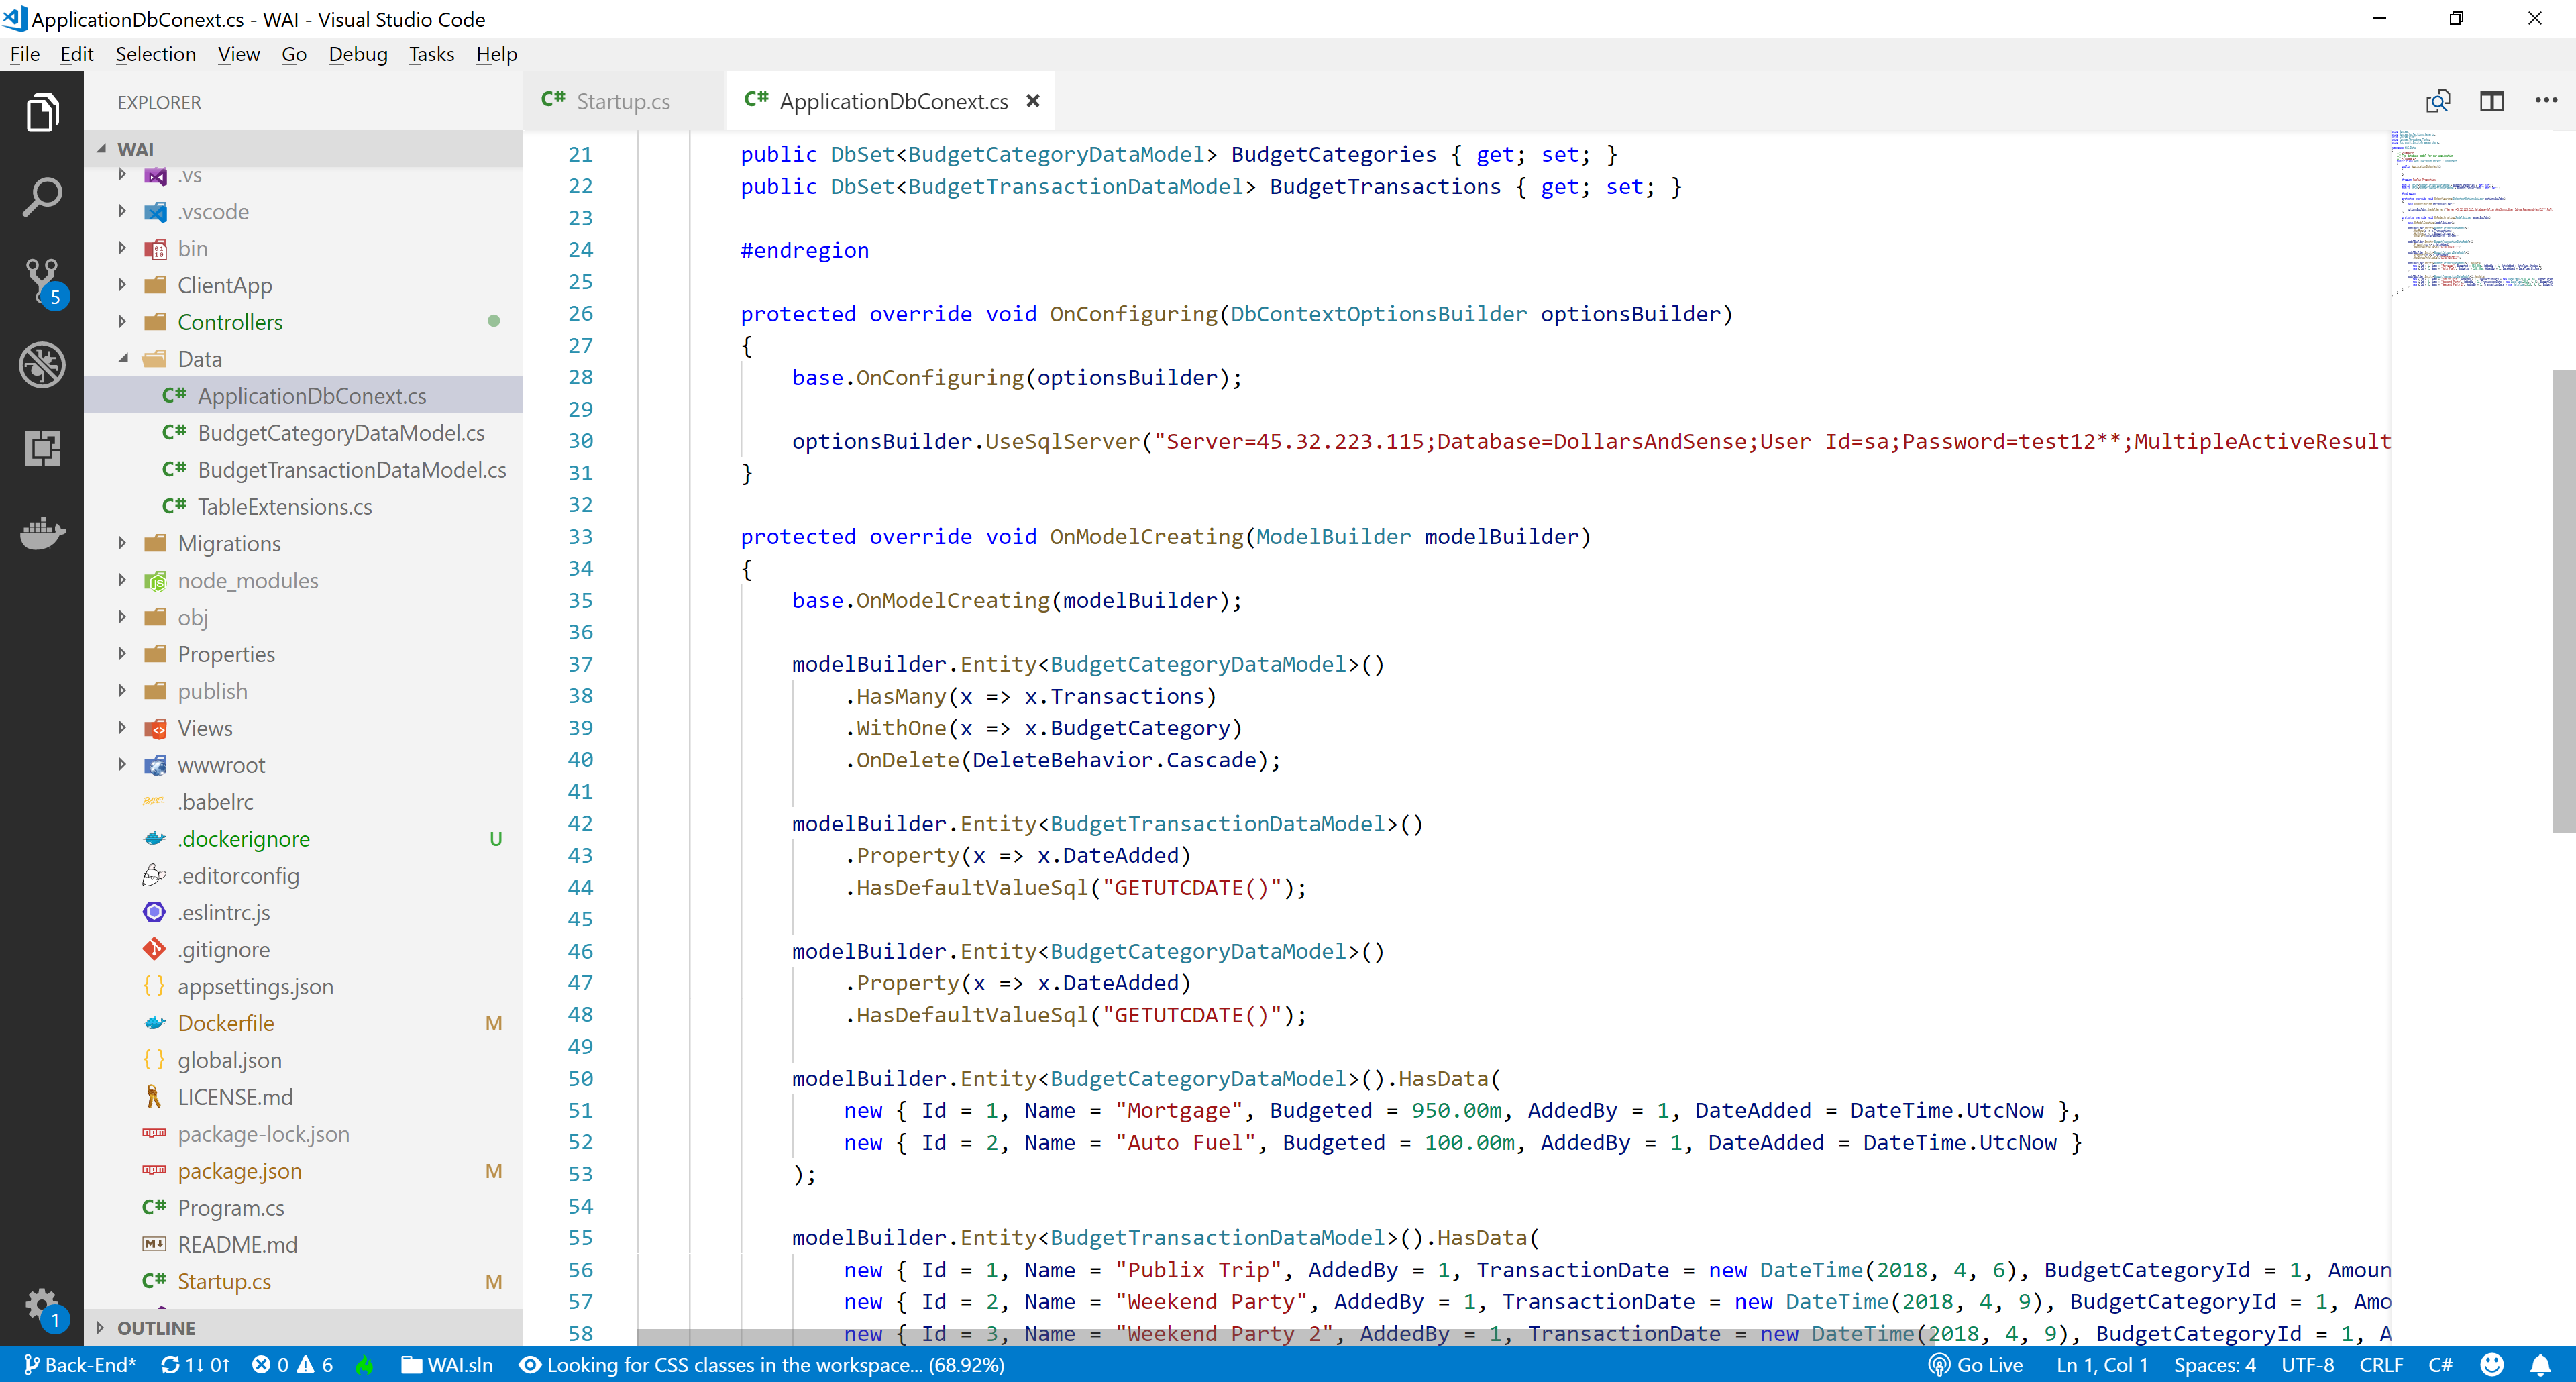 ApplicationDbConext.cs - WAI - Visual Studio Code
File Edit Selection View Go Debug Tasks Help
EXPLORER
WAI
.vs
.vscode
bin
ClientApp
Controllers
Data
C# ApplicationDbConext.cs
C# BudgetCategoryDataModel.cs
C# BudgetTransactionDataModel.cs
C# TableExtensions.cs
Migrations
node_modules
obj
Properties
publish
Views
wwwroot
.babelrc
.dockerignore U
.editorconfig
.eslintrc.js
.gitignore
appsettings.json
Dockerfile M
global.json
LICENSE.md
package-lock.json
package.json M
C# Program.cs
README.md
C# Startup.cs M
OUTLINE
5
1
C# Startup.cs
C# ApplicationDbConext.cs
21 public DbSet<BudgetCategoryDataModel> BudgetCategories { get; set; }
22 public DbSet<BudgetTransactionDataModel> BudgetTransactions { get; set; }
23
24 #endregion
25
26 protected override void OnConfiguring(DbContextOptionsBuilder optionsBuilder)
27 {
28 base.OnConfiguring(optionsBuilder);
29
30 optionsBuilder.UseSqlServer("Server=45.32.223.115;Database=DollarsAndSense;User Id=sa;Password=test12**;MultipleActiveResult
31 }
32
33 protected override void OnModelCreating(ModelBuilder modelBuilder)
34 {
35 base.OnModelCreating(modelBuilder);
36
37 modelBuilder.Entity<BudgetCategoryDataModel>()
38 .HasMany(x => x.Transactions)
39 .WithOne(x => x.BudgetCategory)
40 .OnDelete(DeleteBehavior.Cascade);
41
42 modelBuilder.Entity<BudgetTransactionDataModel>()
43 .Property(x => x.DateAdded)
44 .HasDefaultValueSql("GETUTCDATE()");
45
46 modelBuilder.Entity<BudgetCategoryDataModel>()
47 .Property(x => x.DateAdded)
48 .HasDefaultValueSql("GETUTCDATE()");
49
50 modelBuilder.Entity<BudgetCategoryDataModel>().HasData(
51 new { Id = 1, Name = "Mortgage", Budgeted = 950.00m, AddedBy = 1, DateAdded = DateTime.UtcNow },
52 new { Id = 2, Name = "Auto Fuel", Budgeted = 100.00m, AddedBy = 1, DateAdded = DateTime.UtcNow }
53 );
54
55 modelBuilder.Entity<BudgetTransactionDataModel>().HasData(
56 new { Id = 1, Name = "Publix Trip", AddedBy = 1, TransactionDate = new DateTime(2018, 4, 6), BudgetCategoryId = 1, Amoun
57 new { Id = 2, Name = "Weekend Party", AddedBy = 1, TransactionDate = new DateTime(2018, 4, 9), BudgetCategoryId = 1, Amo
58 new { Id = 3, Name = "Weekend Party 2", AddedBy = 1, TransactionDate = new DateTime(2018, 4, 9), BudgetCategoryId = 1, A
Back-End* 1↓ 0↑ 0 6 WAI.sln Looking for CSS classes in the workspace... (68.92%) Go Live Ln 1, Col 1 Spaces: 4 UTF-8 CRLF C#